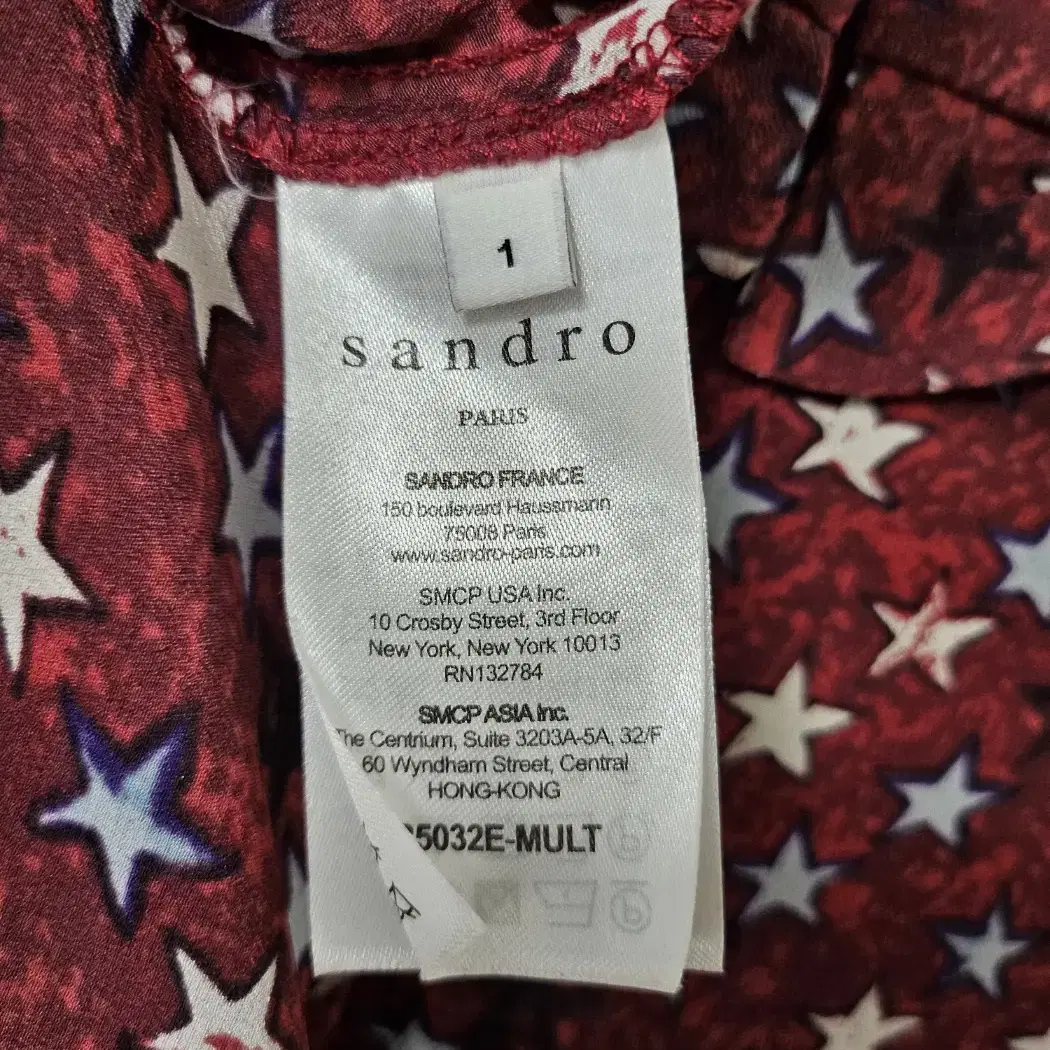 1
sandro
PARIS
SANDRO FRANCE
150 boulevard Haussmann
75008 Paris
www.sandro-paris.com
SMCP USA Inc.
10 Crosby Street, 3rd Floor
New York, New York 10013
RN132784
SMCP ASIA Inc.
The Centrium, Suite 3203A-5A, 32/F
60 Wyndham Street, Central
HONG-KONG
5032E-MULT